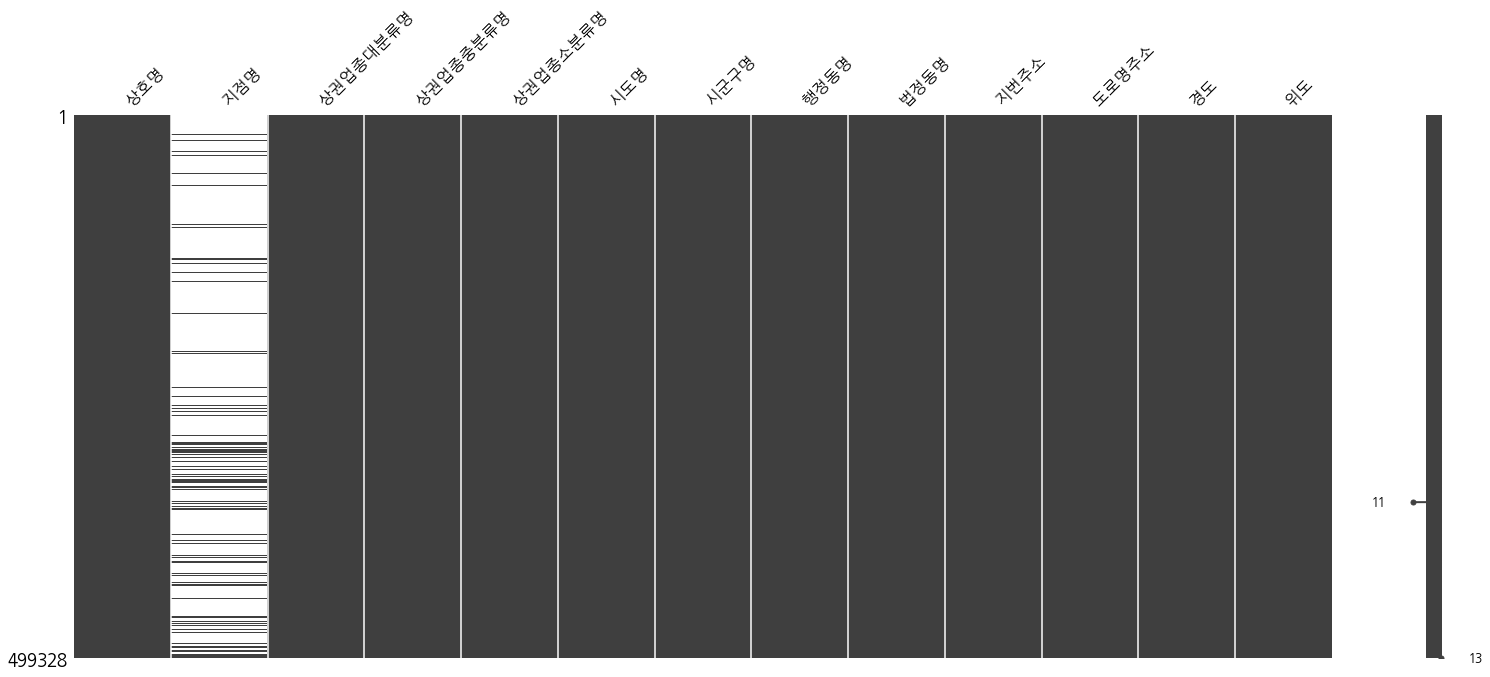 상호명
지점명
상권업종대분류명
상권업종중분류명
상권업종소분류명
시도명
시군구명
행정동명
법정동명
지번주소
도로명주소
경도
위도
1
11
499328
13